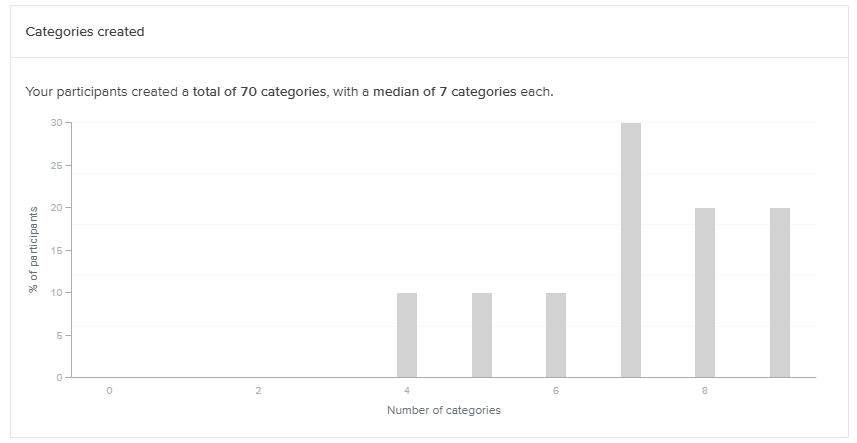 Categories created
Your participants created a total of 70 categories, with a median of 7 categories each.
30
25
20
15
10
5
0
% of participants
0 2 4 6 8
Number of categories